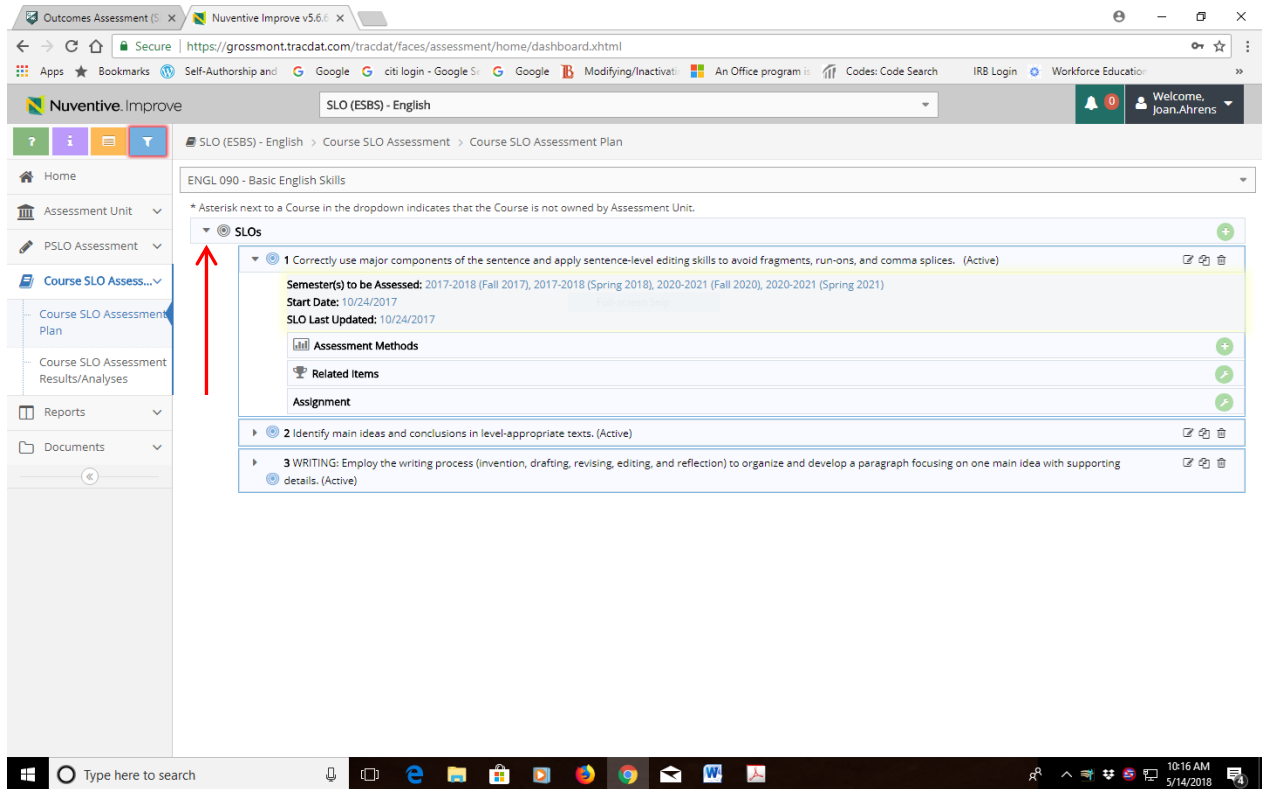 Outcomes Assessment (S
Nuventive Improve v5.6.6
Secure | https://grossmont.tracdat.com/tracdat/faces/assessment/home/dashboard.xhtml
Apps Bookmarks Self-Authorship and Google citi login - Google Se Google Modifying/Inactivati An Office program is Codes: Code Search IRB Login Workforce Education »
Nuventive. Improve
SLO (ESBS) - English
0
Welcome,
Joan.Ahrens
? i
SLO (ESBS) - English > Course SLO Assessment > Course SLO Assessment Plan
Home
Assessment Unit
PSLO Assessment
Course SLO Assess...
Course SLO Assessment
Plan
Course SLO Assessment
Results/Analyses
Reports
Documents
ENGL 090 - Basic English Skills
* Asterisk next to a Course in the dropdown indicates that the Course is not owned by Assessment Unit.
SLOs
1 Correctly use major components of the sentence and apply sentence-level editing skills to avoid fragments, run-ons, and comma splices. (Active)
Semester(s) to be Assessed: 2017-2018 (Fall 2017), 2017-2018 (Spring 2018), 2020-2021 (Fall 2020), 2020-2021 (Spring 2021)
Start Date: 10/24/2017
SLO Last Updated: 10/24/2017
Assessment Methods
Related Items
Assignment
2 Identify main ideas and conclusions in level-appropriate texts. (Active)
3 WRITING: Employ the writing process (invention, drafting, revising, editing, and reflection) to organize and develop a paragraph focusing on one main idea with supporting
details. (Active)
Type here to search
10:16 AM
5/14/2018
4